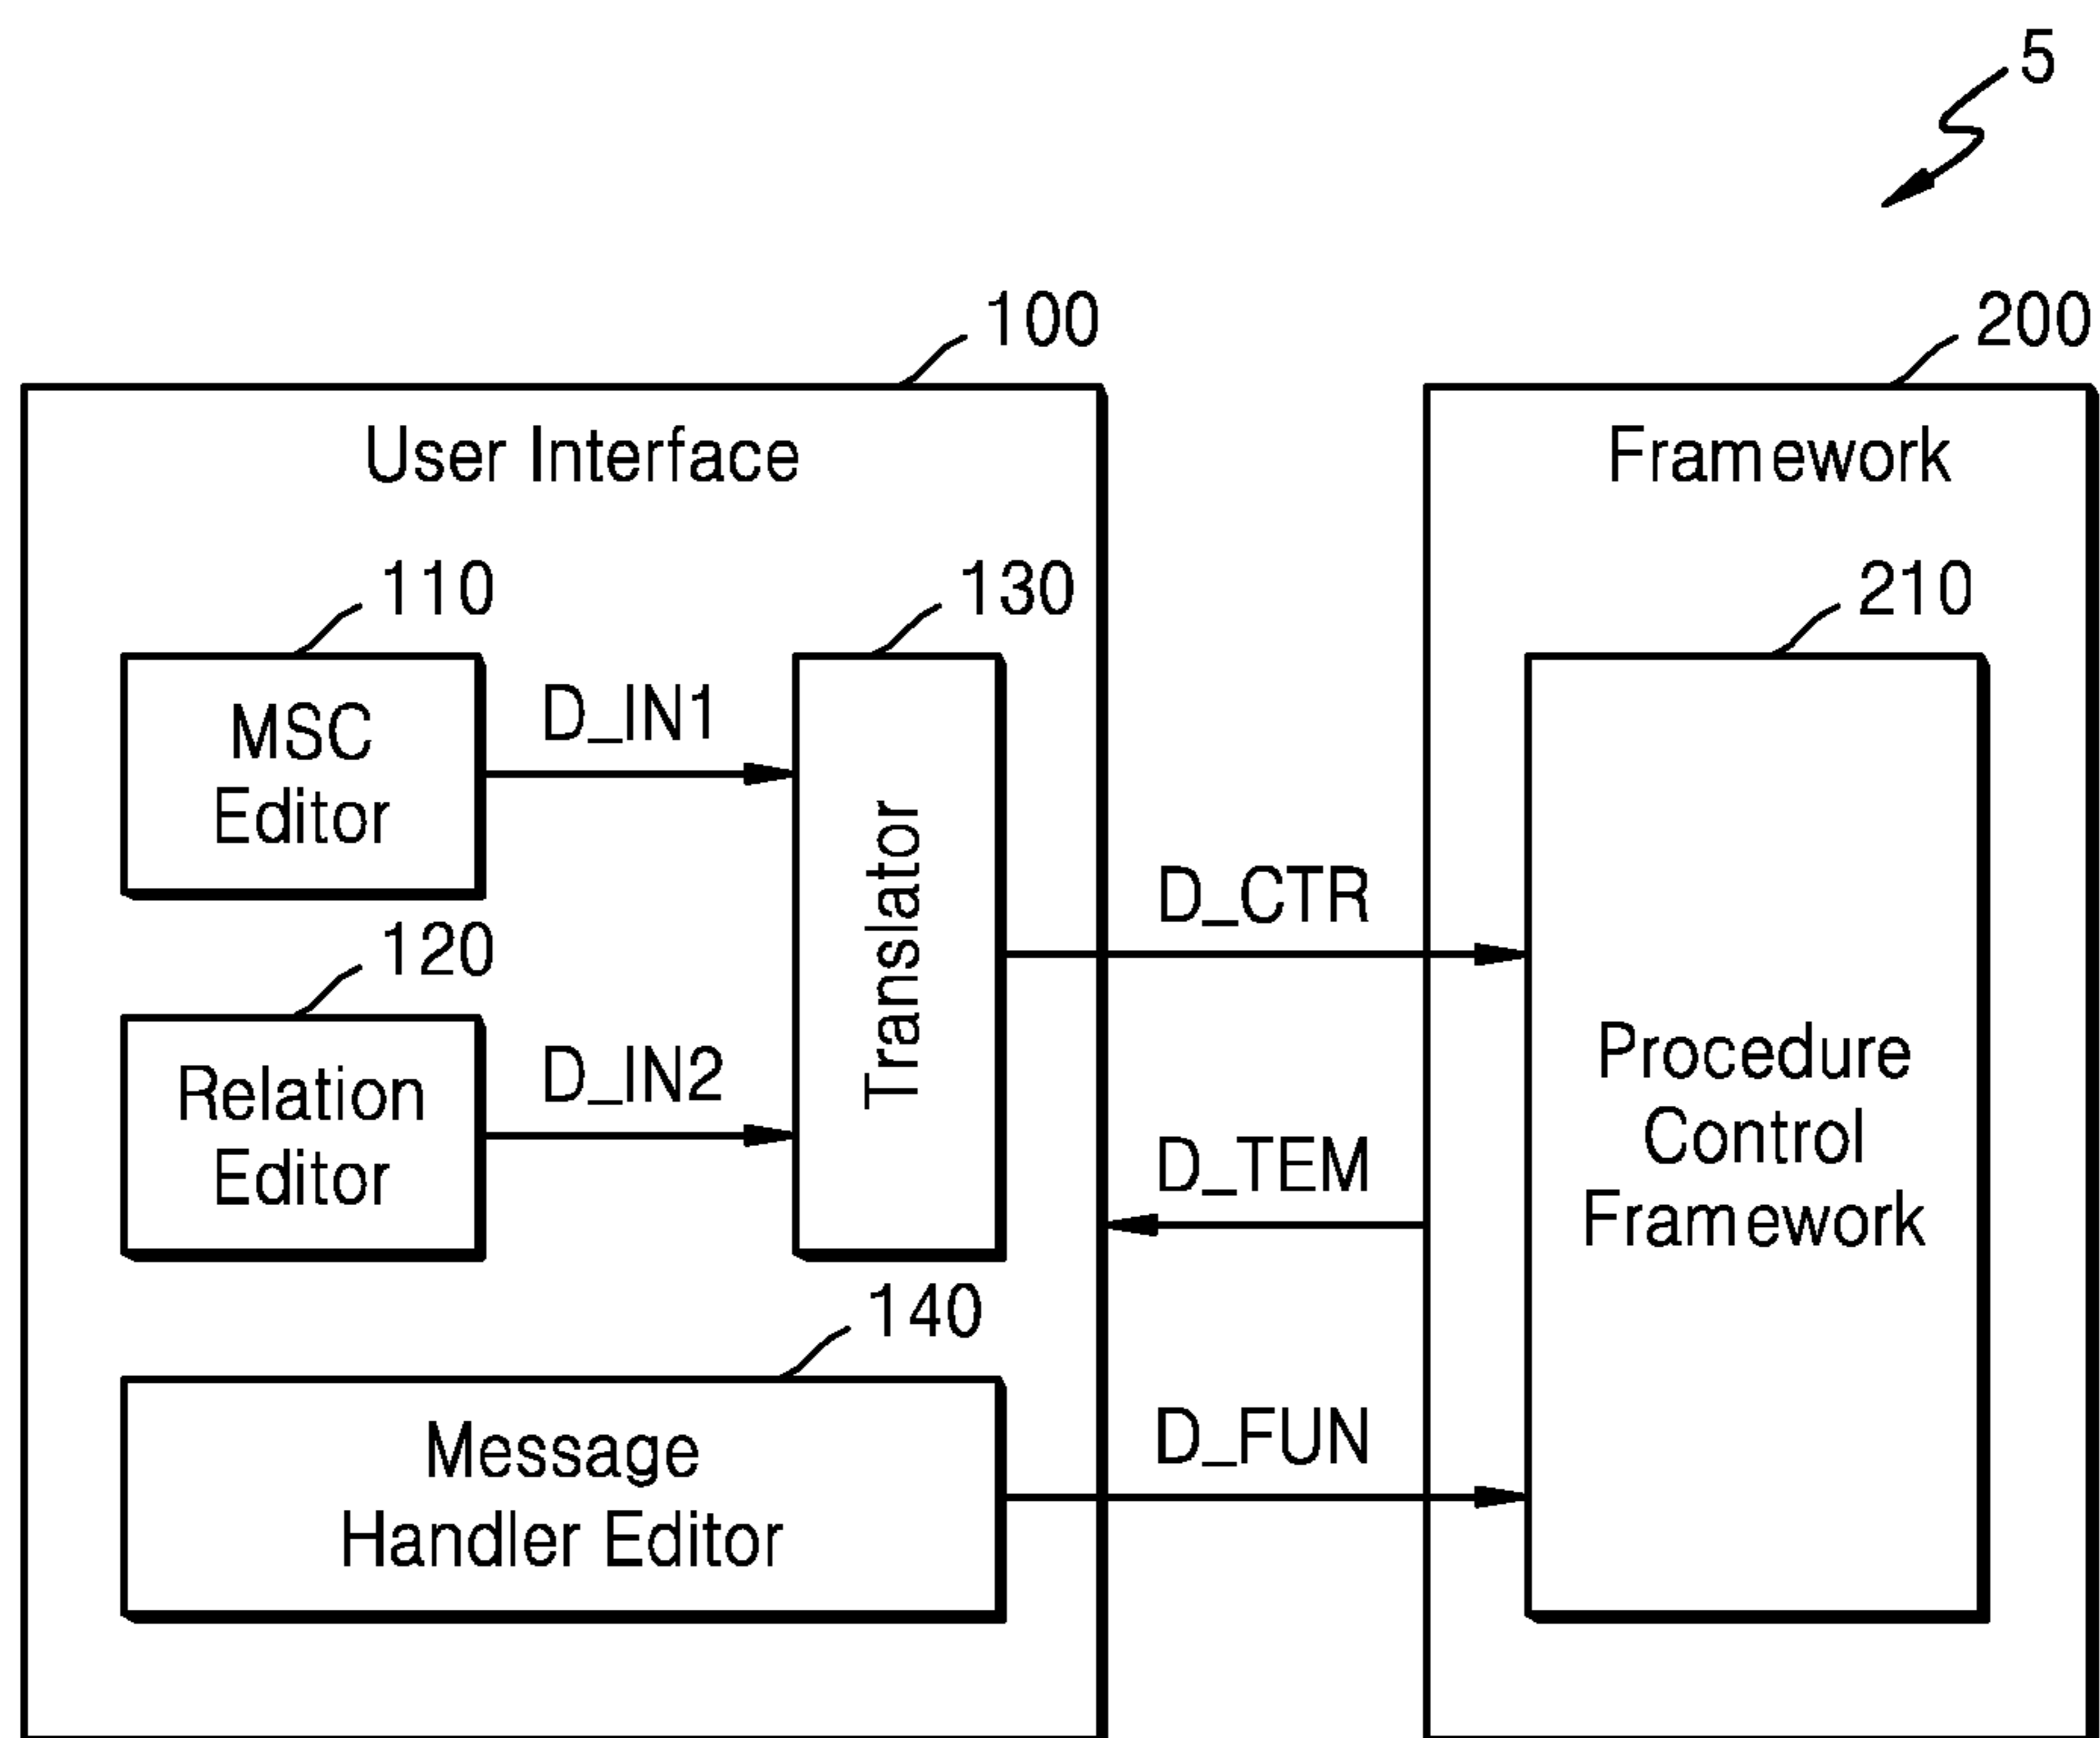 5
100
200
User Interface
Framework
110
130
210
MSC
Editor
D_IN1
Translator
D_CTR
120
Relation
Editor
D_IN2
D_TEM
Procedure
Control
Framework
140
Message
Handler Editor
D_FUN